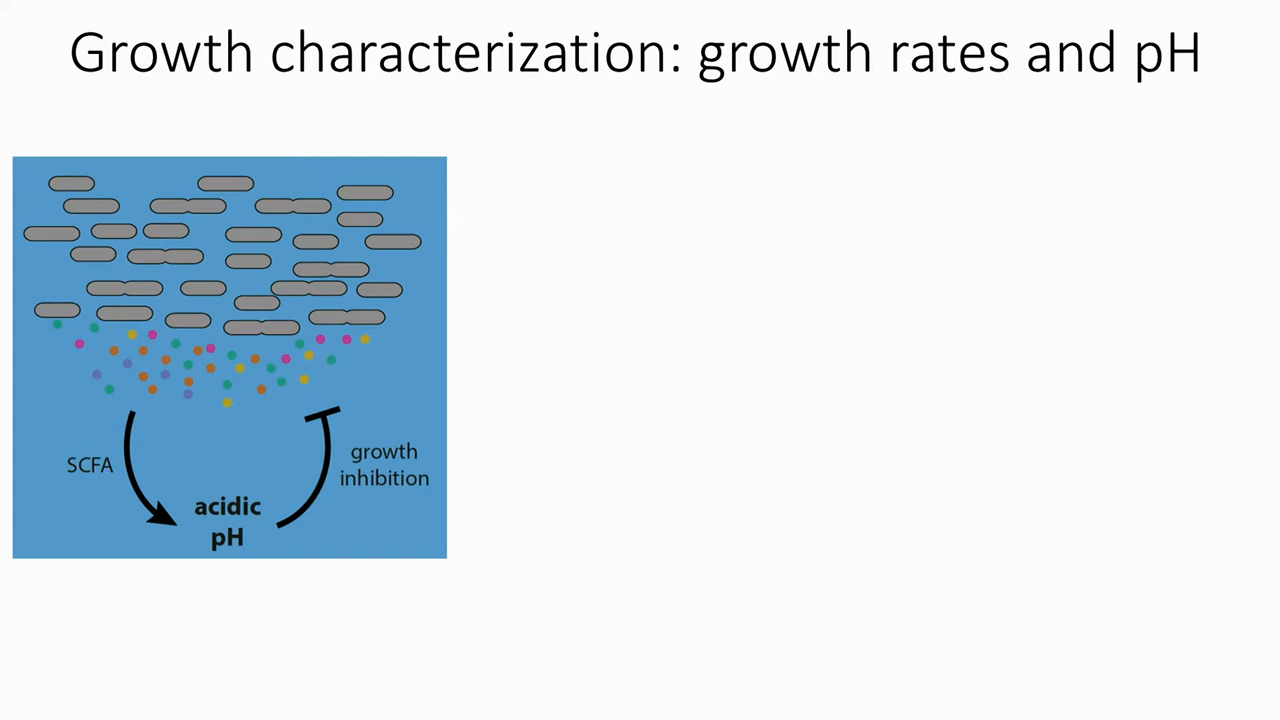 Growth characterization: growth rates and pH
SCFA
growth
inhibition
acidic
pH